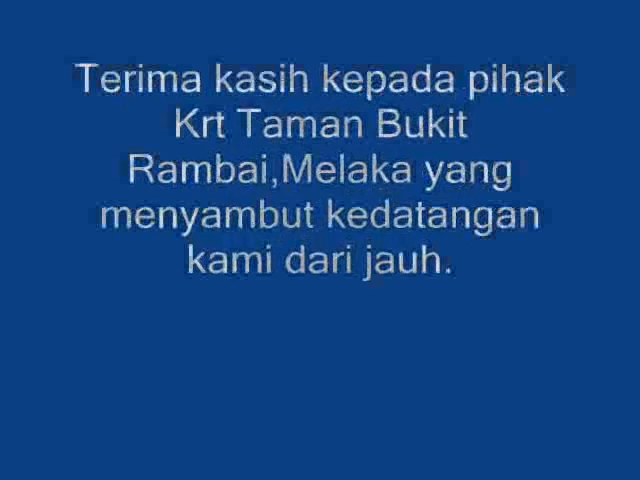 Terima kasih kepada pihak
Krt Taman Bukit
Rambai,Melaka yang
menyambut kedatangan
kami dari jauh.